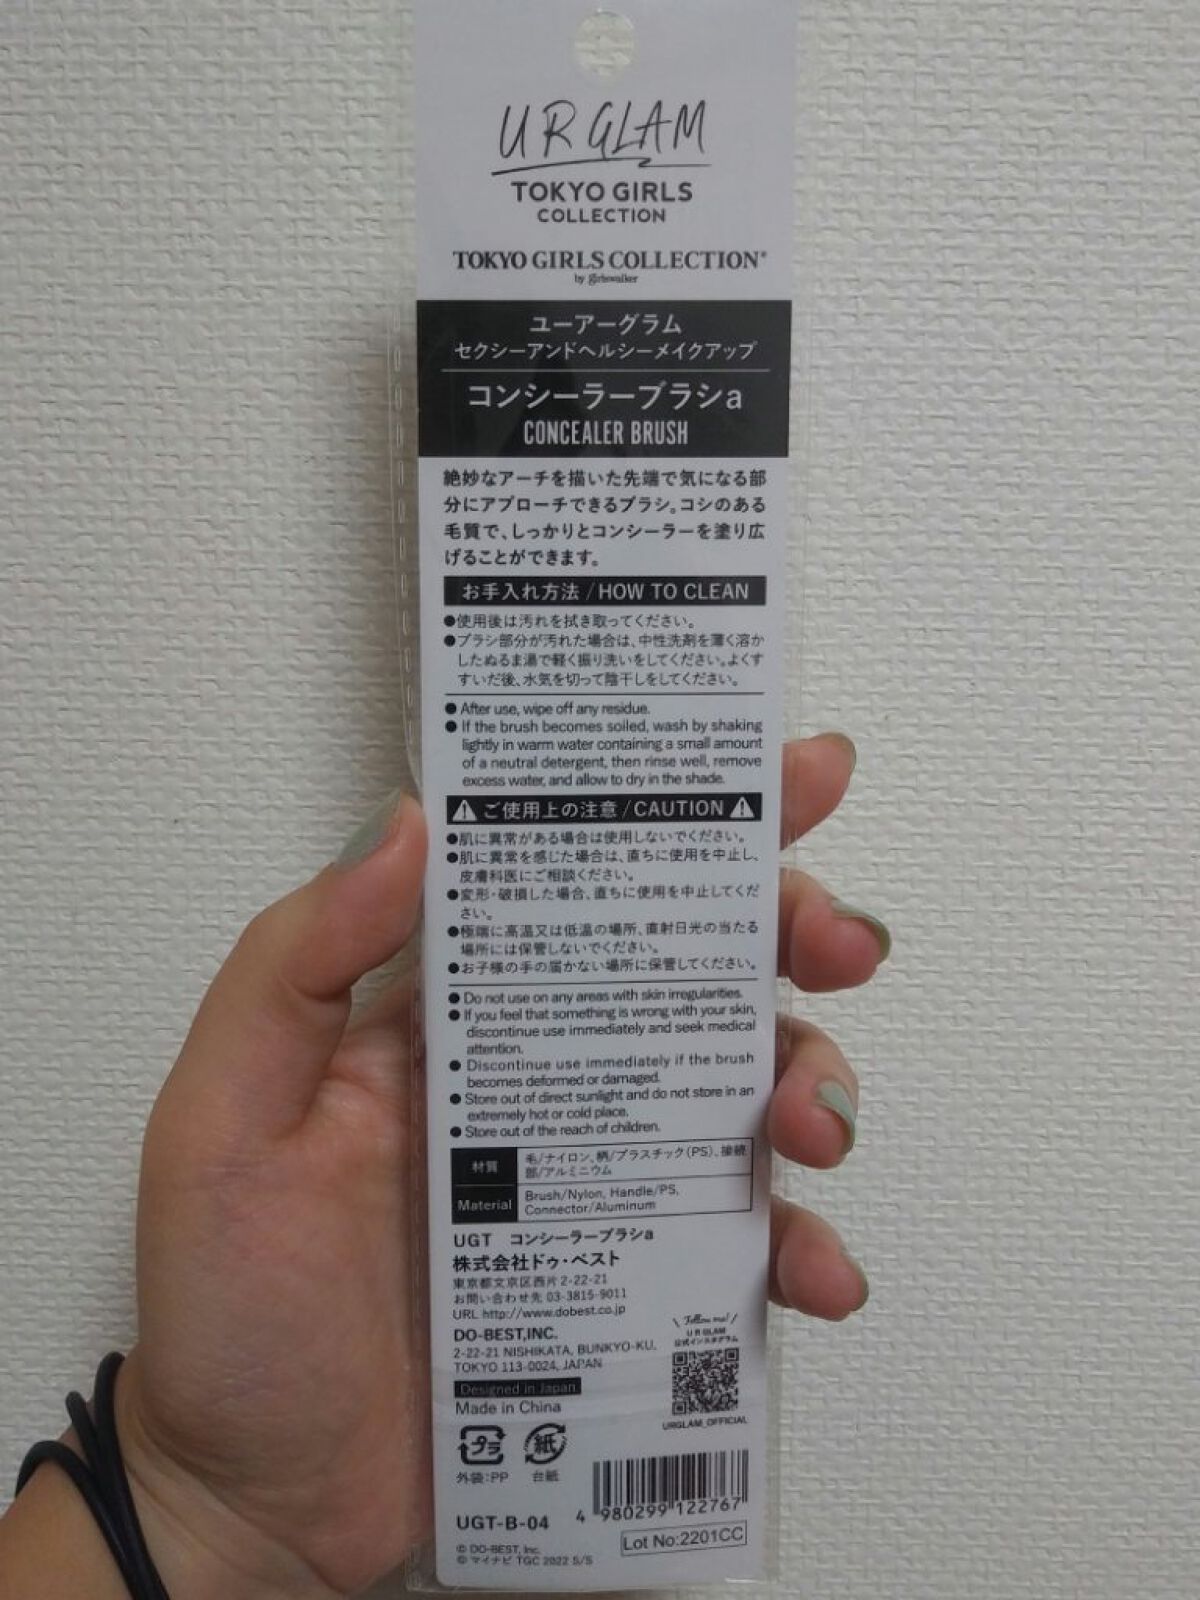 UR GLAM
TOKYO GIRLS
COLLECTION
TOKYO GIRLS COLLECTION®
by girlswalker
ユーアーグラム
セクシーアンドヘルシーメイクアップ
コンシーラーブラシa
CONCEALER BRUSH
絶妙なアーチを描いた先端で気になる部
分にアプローチできるブラシ。コシのある
毛質で、しっかりとコンシーラーを塗り広
げることができます。
お手入れ方法 / HOW TO CLEAN
●使用後は汚れを拭き取ってください。
●ブラシ部分が汚れた場合は、中性洗剤を薄く溶か
したぬるま湯で軽く振り洗いをしてください。よくす
すいだ後、水気を切って陰干しをしてください。
● After use, wipe off any residue.
● If the brush becomes soiled, wash by shaking
lightly in warm water containing a small amount
of a neutral detergent, then rinse well, remove
excess water, and allow to dry in the shade.
ご使用上の注意 / CAUTION
●肌に異常がある場合は使用しないでください。
●肌に異常を感じた場合は、直ちに使用を中止し、
皮膚科医にご相談ください。
●変形・破損した場合、直ちに使用を中止してくだ
さい。
●極端に高温又は低温の場所、直射日光の当たる
場所には保管しないでください。
●お子様の手の届かない場所に保管してください。
● Do not use on any areas with skin irregularities.
● If you feel that something is wrong with your skin,
discontinue use immediately and seek medical
attention.
● Discontinue use immediately if the brush
becomes deformed or damaged.
● Store out of direct sunlight and do not store in an
extremely hot or cold place.
● Store out of the reach of children.
材質 毛/ナイロン、柄/プラスチック(PS)、接続
部/アルミニウム
Material Brush/Nylon, Handle/PS,
Connector/Aluminum
UGT コンシーラーブラシa
株式会社ドゥ・ベスト
東京都文京区西片2-22-21
お問い合わせ先 03-3815-9011
URL http://www.dobest.co.jp
DO-BEST,INC.
2-22-21 NISHIKATA, BUNKYO-KU,
TOKYO 113-0024, JAPAN
Designed in Japan
Made in China
\ Follow me! /
U R GLAM
公式インスタグラム
URGLAM_OFFICIAL
プラ 紙
外袋:PP 台紙
4 980299 122767
UGT-B-04
Lot No:2201CC
© DO-BEST, Inc.
© マイナビ TGC 2022 S/S